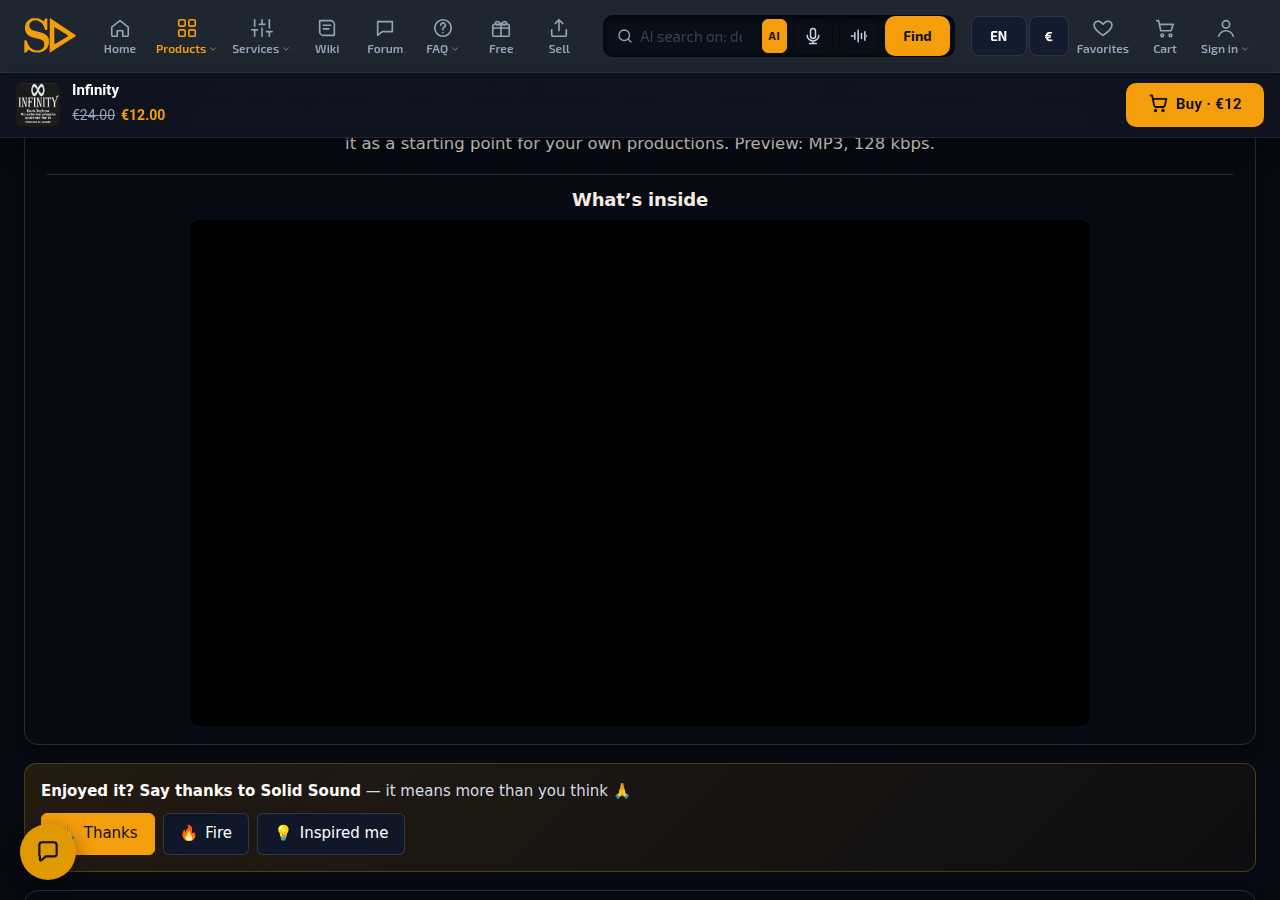 Home
Products
Services
Wiki
Forum
FAQ
Free
Sell
AI search on: d
AI
Find
EN
€
Favorites
Cart
Sign in
INFINITY
Infinity
€24.00 €12.00
Buy · €12
it as a starting point for your own productions. Preview: MP3, 128 kbps.
What’s inside
Enjoyed it? Say thanks to Solid Sound — it means more than you think 🙏
Thanks
🔥 Fire
💡 Inspired me